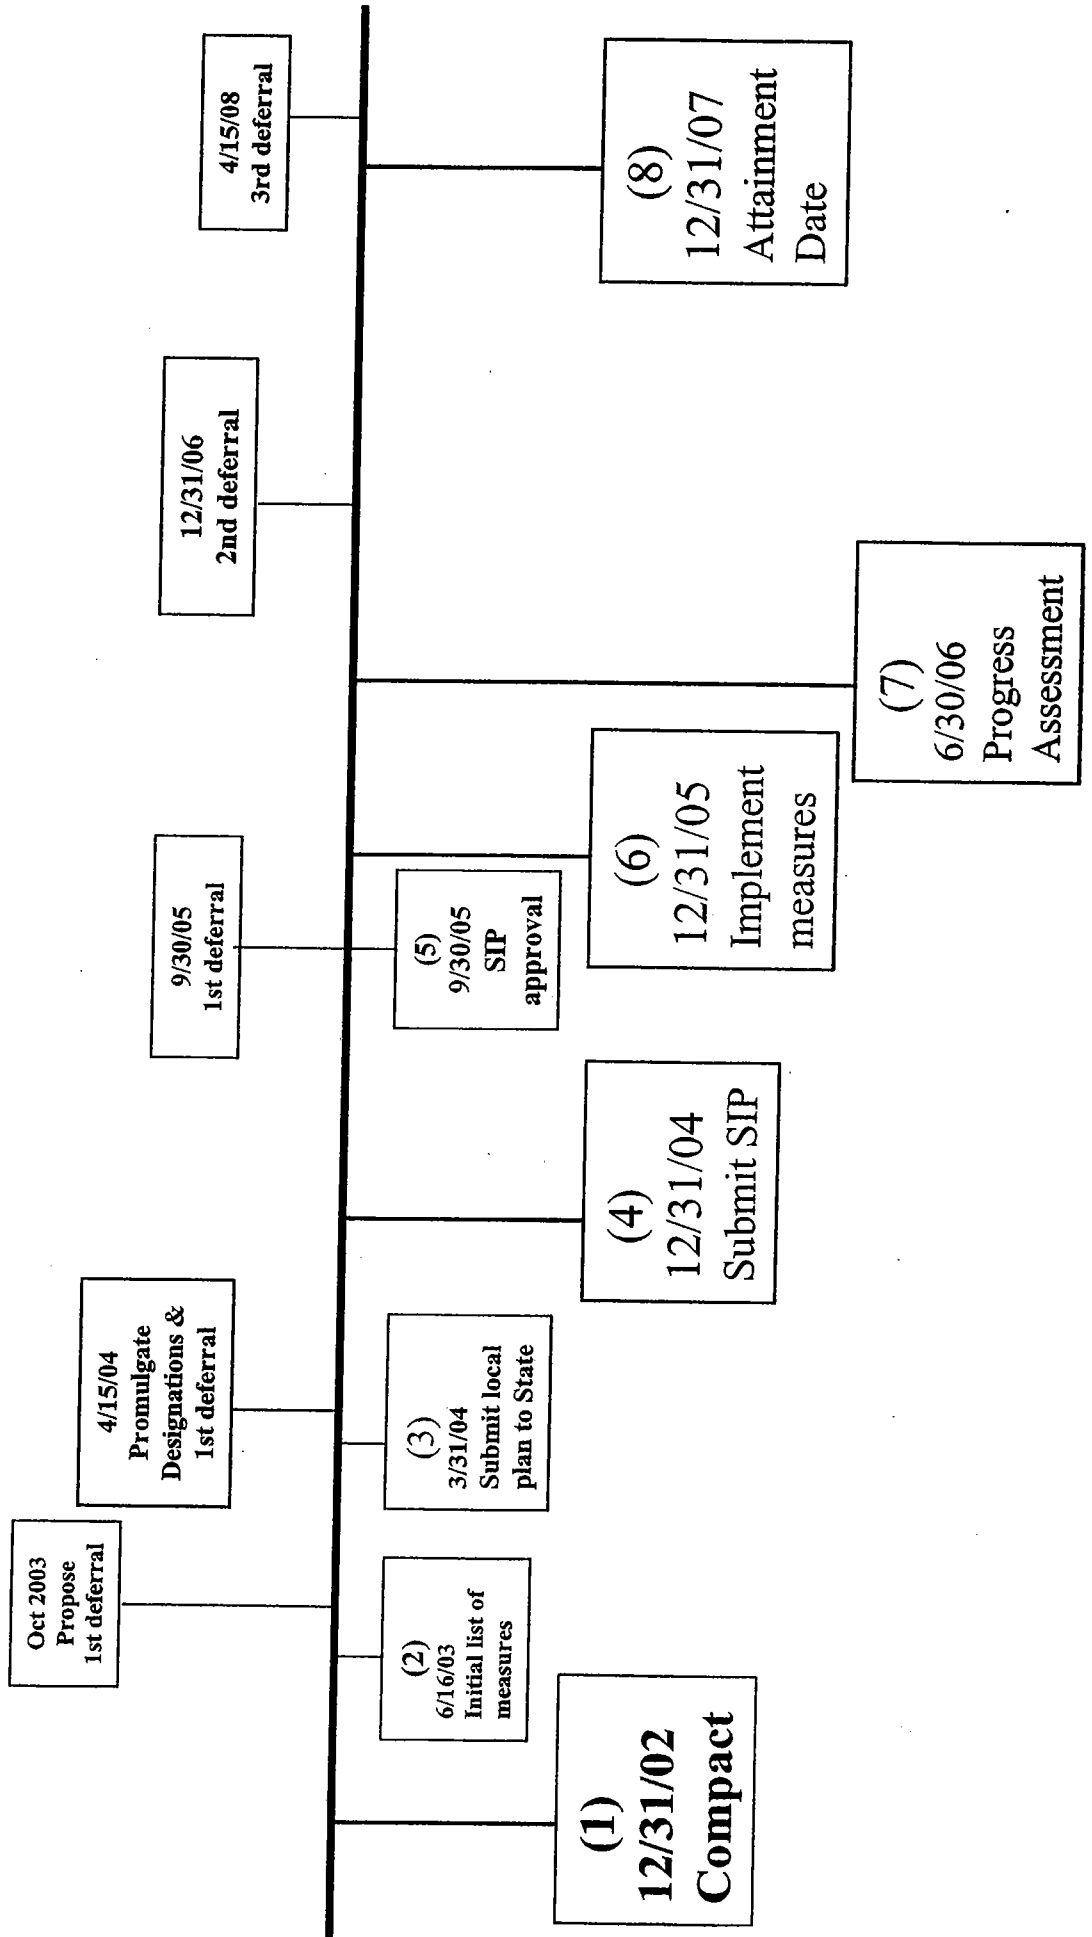 Oct 2003
Propose
1st deferral
4/15/04
Promulgate
Designations &
1st deferral
9/30/05
1st deferral
12/31/06
2nd deferral
4/15/08
3rd deferral
(1)
12/31/02
Compact
(2)
6/16/03
Initial list of
measures
(3)
3/31/04
Submit local
plan to State
(4)
12/31/04
Submit SIP
(5)
9/30/05
SIP
approval
(6)
12/31/05
Implement
measures
(7)
6/30/06
Progress
Assessment
(8)
12/31/07
Attainment
Date